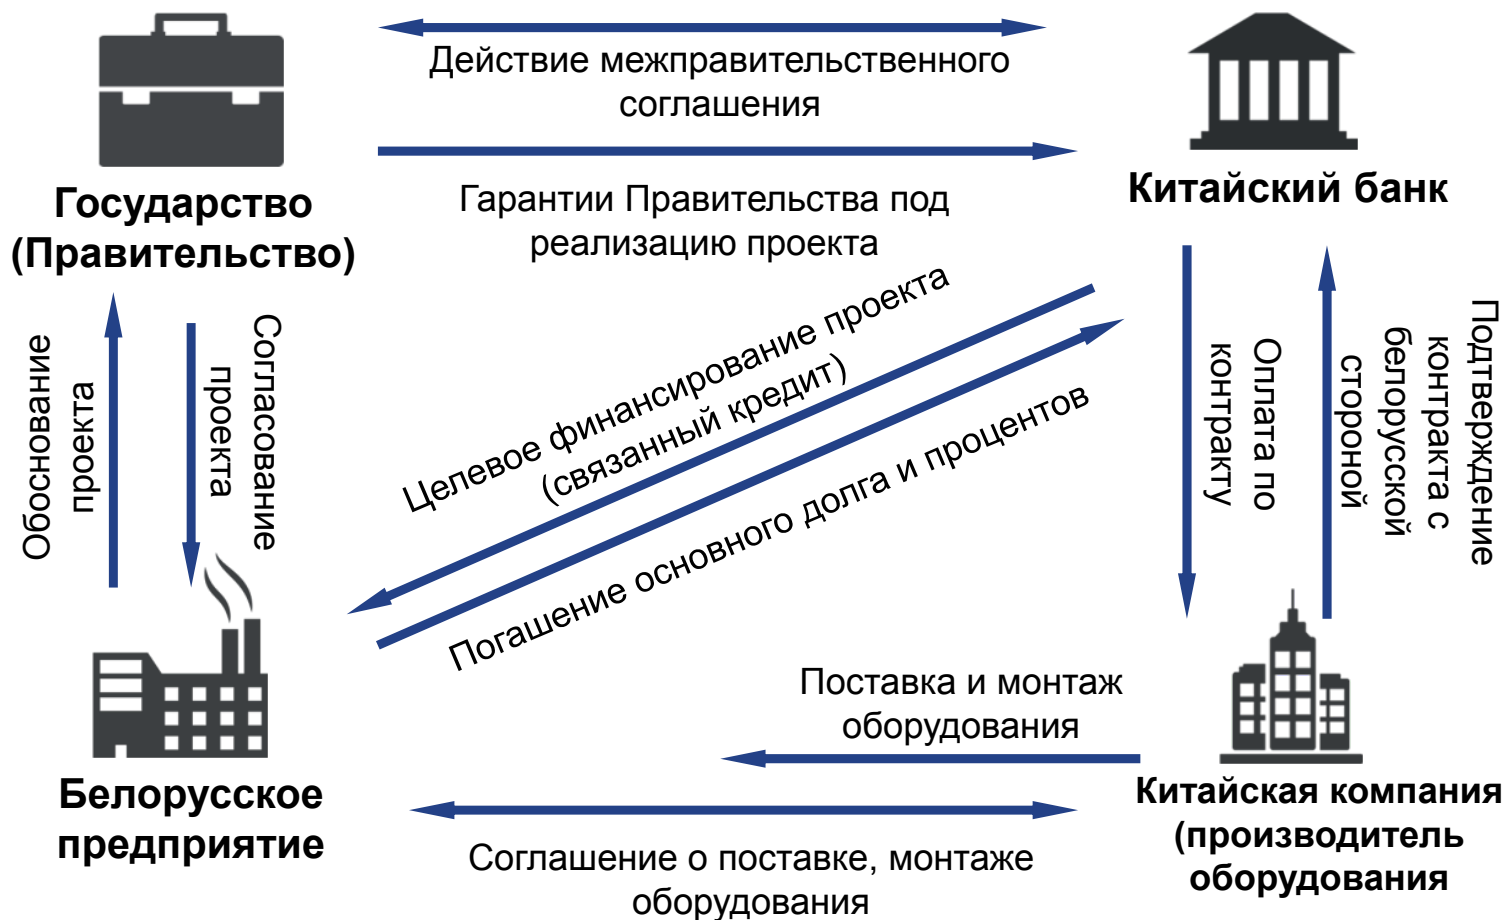 Действие межправительственного
соглашения
Государство
(Правительство)
Гарантии Правительства под
реализацию проекта
Китайский банк
Обоснование
проекта
Согласование
проекта
Целевое финансирование проекта
(связанный кредит)
Погашение основного долга и процентов
Оплата по
контракту
Подтверждение
контракта с
белорусской
стороной
Поставка и монтаж
оборудования
Белорусское
предприятие
Соглашение о поставке, монтаже
оборудования
Китайская компания
(производитель
оборудования